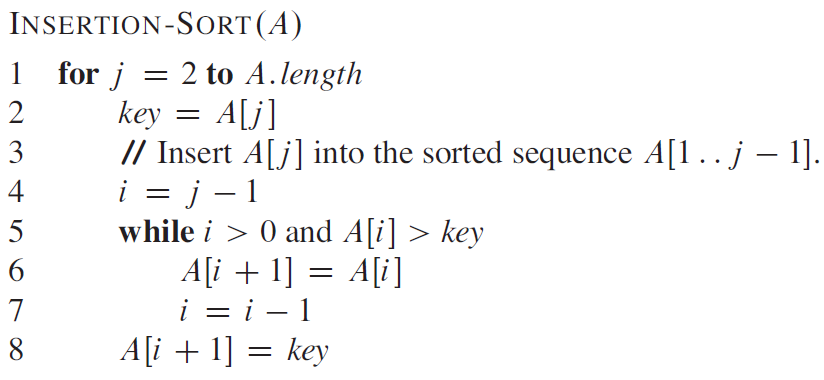 INSERTION-SORT(A)
1 for j = 2 to A.length
2 key = A[j]
3 // Insert A[j] into the sorted sequence A[1 . . j − 1].
4 i = j − 1
5 while i > 0 and A[i] > key
6 A[i + 1] = A[i]
7 i = i − 1
8 A[i + 1] = key